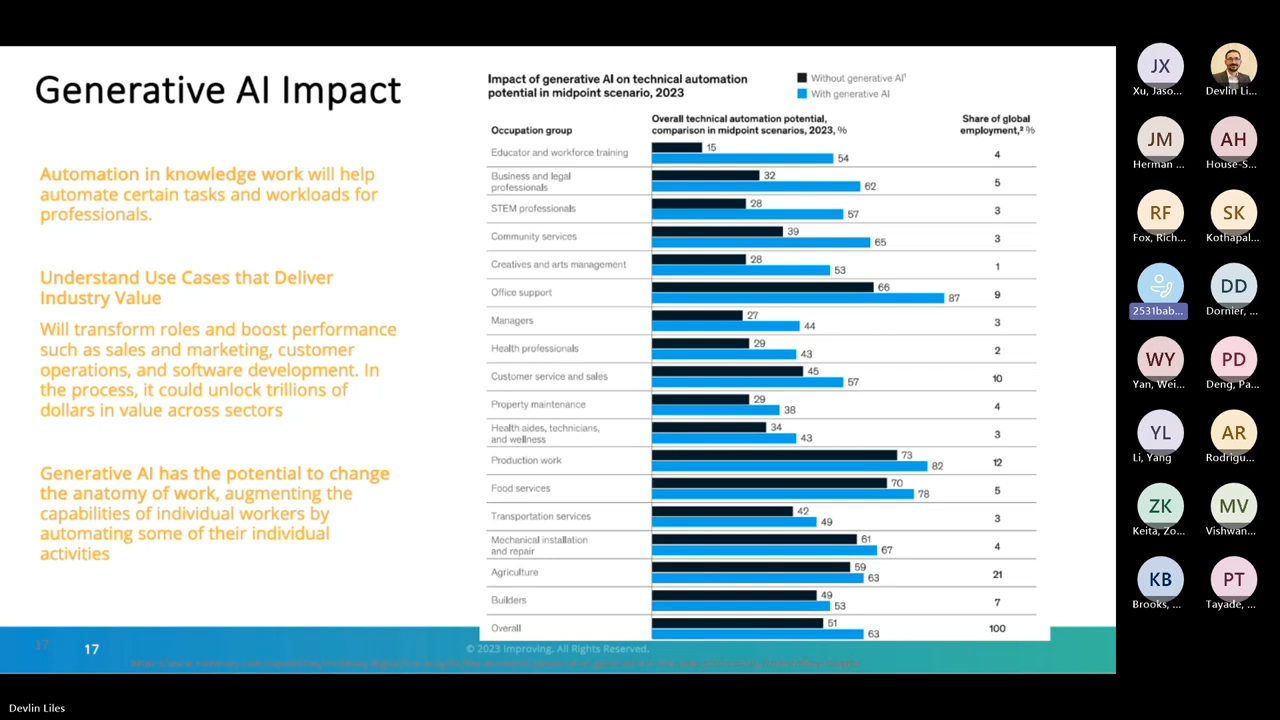 Generative AI Impact
Automation in knowledge work will help
automate certain tasks and workloads for
professionals.
Understand Use Cases that Deliver
Industry Value
Will transform roles and boost performance
such as sales and marketing, customer
operations, and software development. In
the process, it could unlock trillions of
dollars in value across sectors
Generative AI has the potential to change
the anatomy of work, augmenting the
capabilities of individual workers by
automating some of their individual
activities
Impact of generative AI on technical automation
potential in midpoint scenario, 2023
Without generative AI¹
With generative AI
Occupation group
Overall technical automation potential,
comparison in midpoint scenarios, 2023, %
Share of global
employment,² %
Educator and workforce training 15 54 4
Business and legal
professionals 32 62 5
STEM professionals 28 57 3
Community services 39 65 3
Creatives and arts management 28 53 1
Office support 66 87 9
Managers 27 44 3
Health professionals 29 43 2
Customer service and sales 45 57 10
Property maintenance 29 38 4
Health aides, technicians,
and wellness 34 43 3
Production work 73 82 12
Food services 70 78 5
Transportation services 42 49 3
Mechanical installation
and repair 61 67 4
Agriculture 59 63 21
Builders 49 53 7
Overall 51 63 100
17
17
© 2023 Improving. All Rights Reserved.
JX
Xu, Jaso...
Devlin Li...
JM
Herman ...
AH
House-S...
RF
Fox, Rich...
SK
Kothapal...
2531bab...
DD
Dornier, ...
WY
Yan, Wei...
PD
Deng, Pa...
YL
Li, Yang
AR
Rodrigu...
ZK
Keita, Zo...
MV
Vishwan...
KB
Brooks, ...
PT
Tayade, ...
Devlin Liles